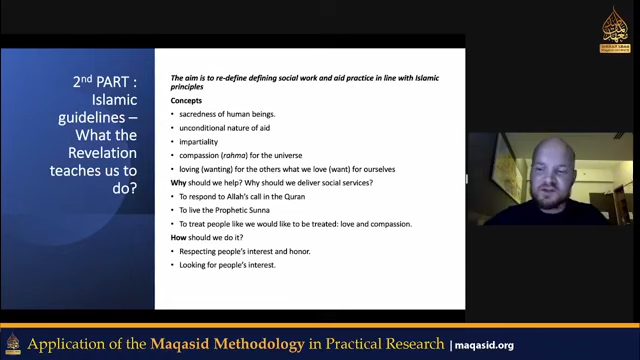 2nd PART :
Islamic
guidelines –
What the
Revelation
teaches us to
do?
The aim is to re-define defining social work and aid practice in line with Islamic
principles
Concepts
• sacredness of human beings.
• unconditional nature of aid
• impartiality
• compassion (rahma) for the universe
• loving (wanting) for the others what we love (want) for ourselves
Why should we help? Why should we deliver social services?
• To respond to Allah's call in the Quran
• To live the Prophetic Sunna
• To treat people like we would like to be treated: love and compassion.
How should we do it?
• Respecting people's interest and honor.
• Looking for people's interest.
Application of the Maqasid Methodology in Practical Research | maqasid.org